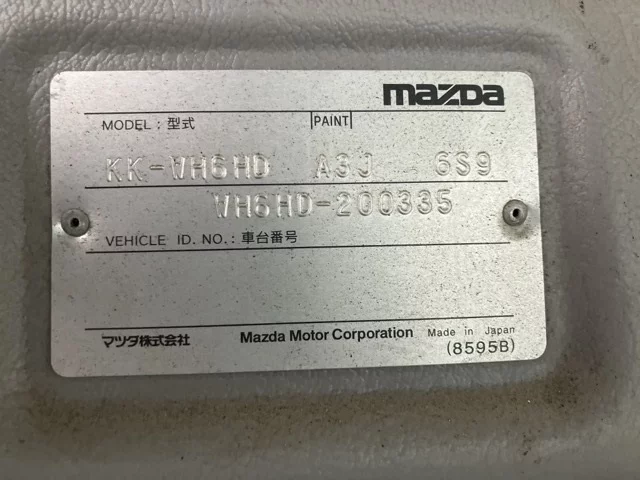 mazda
MODEL : 型式 PAINT
KK-WH6HD A3J 6S9
WH6HD-200335
VEHICLE ID. NO. : 車台番号
マツダ株式会社 Mazda Motor Corporation Made in Japan
(8595B)